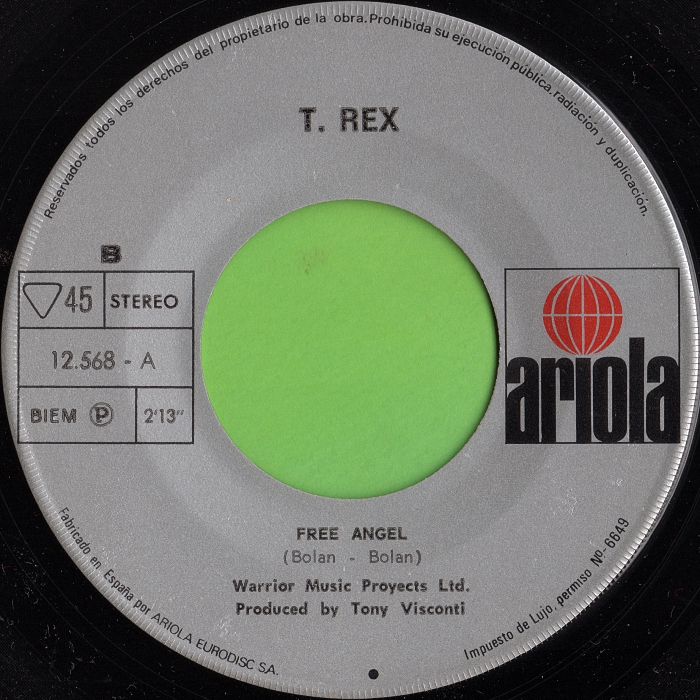 Reservados todos los derechos del propietario de la obra. Prohibida su ejecución pública, radiación y duplicación.
T. REX
B
45 STEREO
12.568 - A
BIEM Ⓟ 2'13"
ariola
FREE ANGEL
(Bolan - Bolan)
Warrior Music Proyects Ltd.
Produced by Tony Visconti
Fabricado en España por ARIOLA EURODISC S.A.
Impuesto de Lujo, permiso Nº-6649